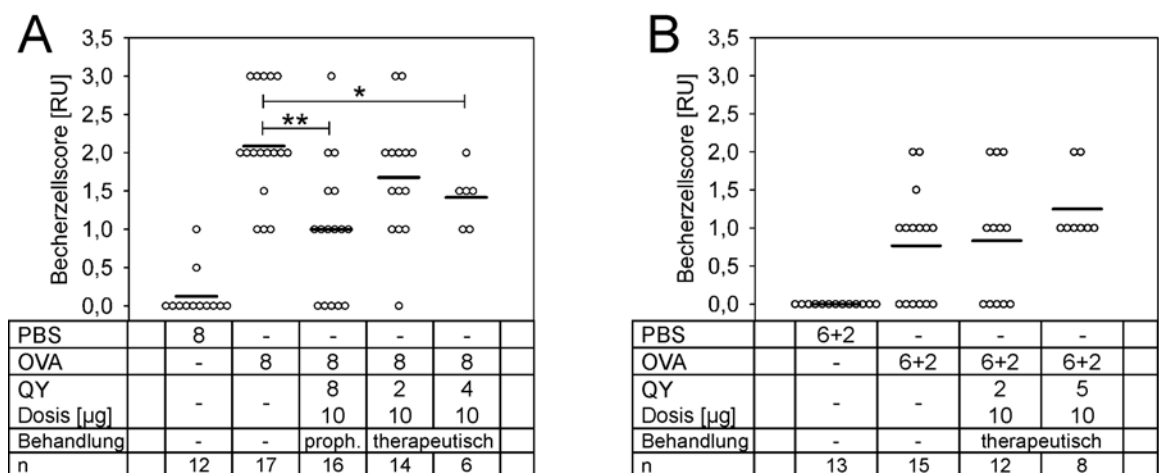 A
Becherzellscore [RU]
3,5
3,0
2,5
2,0
1,5
1,0
0,5
0,0
*
**
PBS 8 - - - -
OVA - 8 8 8 8
QY - - 8 2 4
Dosis [µg] 10 10 10
Behandlung - - proph. therapeutisch
n 12 17 16 14 6
B
Becherzellscore [RU]
3,5
3,0
2,5
2,0
1,5
1,0
0,5
0,0
PBS 6+2 - - -
OVA - 6+2 6+2 6+2
QY - - 2 5
Dosis [µg] 10 10
Behandlung - - therapeutisch
n 13 15 12 8